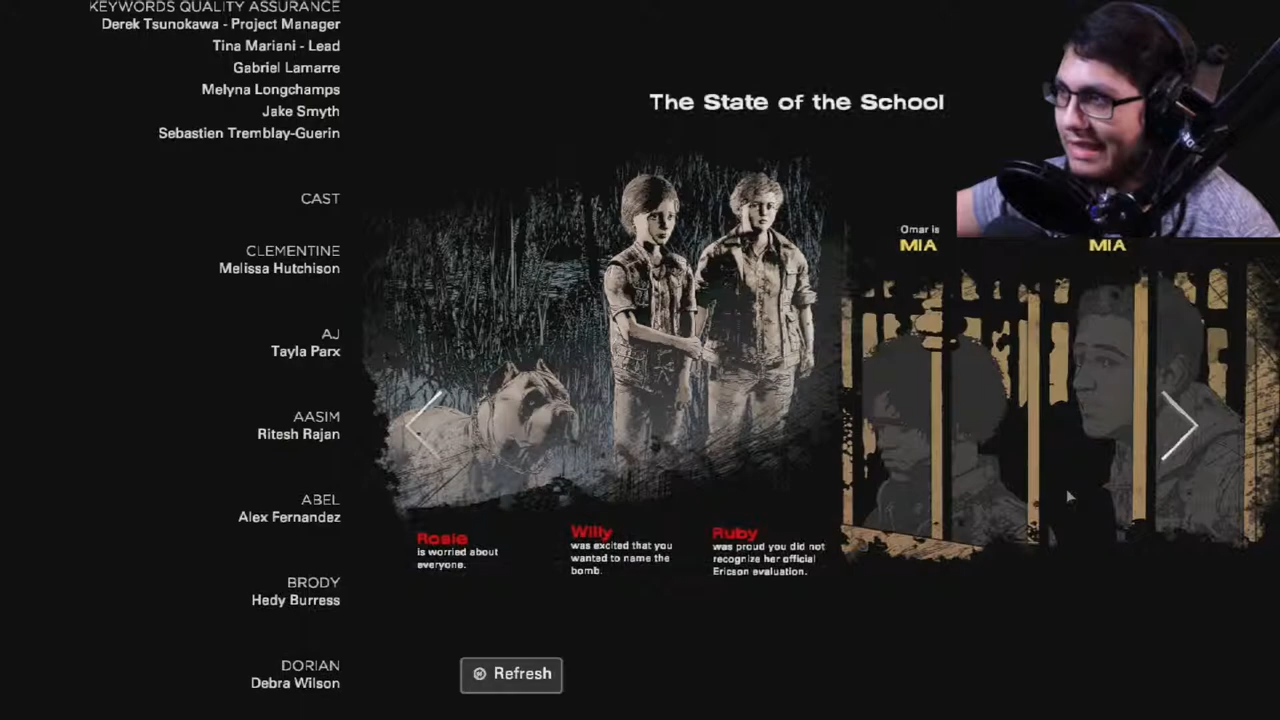 KEYWORDS QUALITY ASSURANCE
Derek Tsunokawa - Project Manager
Tina Mariani - Lead
Gabriel Lamarre
Melyna Longchamps
Jake Smyth
Sebastien Tremblay-Guerin
CAST
CLEMENTINE
Melissa Hutchison
AJ
Tayla Parx
AASIM
Ritesh Rajan
ABEL
Alex Fernandez
BRODY
Hedy Burress
DORIAN
Debra Wilson
The State of the School
Omar is
MIA
MIA
Rosie
is worried about
everyone.
Willy
was excited that you
wanted to name the
bomb.
Ruby
was proud you did not
recognize her official
Ericson evaluation.
Refresh